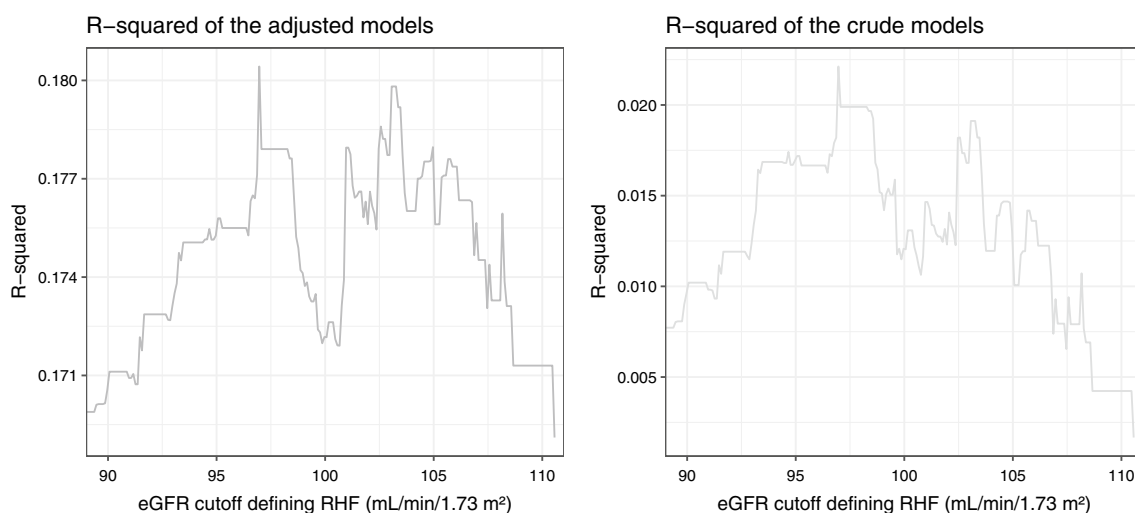 R−squared of the adjusted models
R−squared
0.180
0.177
0.174
0.171
90 95 100 105 110
eGFR cutoff defining RHF (mL/min/1.73 m²)
R−squared of the crude models
R−squared
0.020
0.015
0.010
0.005
90 95 100 105 110
eGFR cutoff defining RHF (mL/min/1.73 m²)